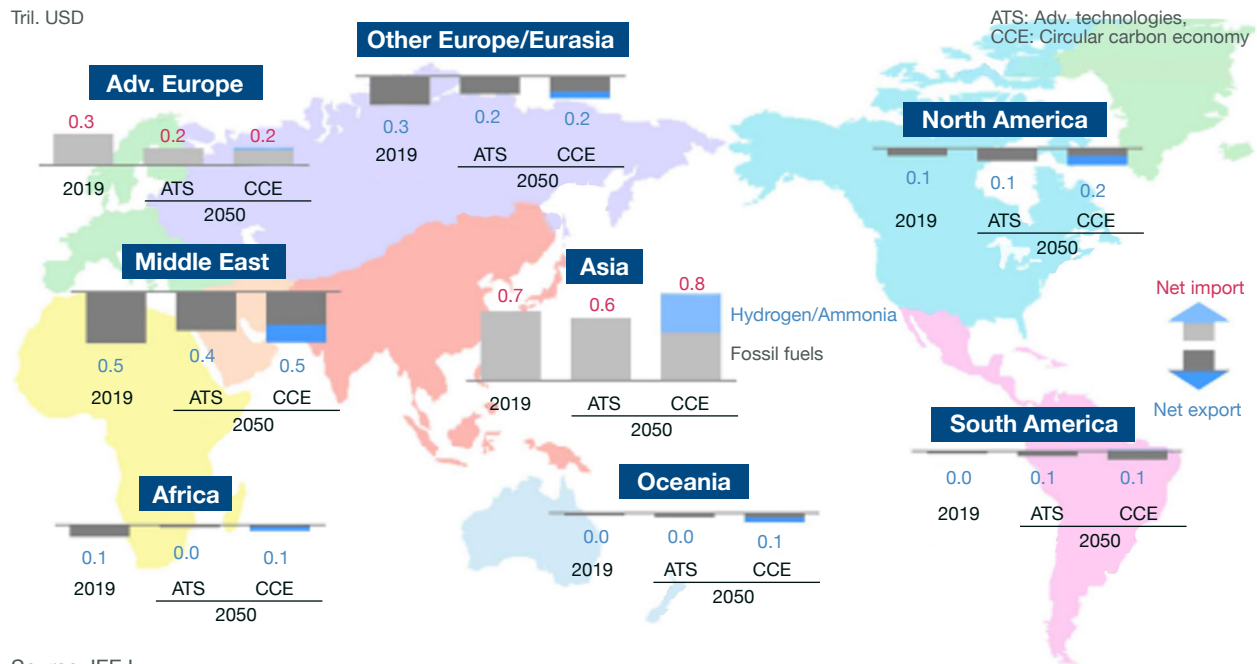 Tril. USD
ATS: Adv. technologies,
CCE: Circular carbon economy
Other Europe/Eurasia
0.3
0.2
0.2
2019
ATS
CCE
2050
Adv. Europe
0.3
0.2
0.2
2019
ATS
CCE
2050
North America
0.1
0.1
0.2
2019
ATS
CCE
2050
Middle East
0.5
0.4
0.5
2019
ATS
CCE
2050
Asia
0.7
0.6
0.8
Hydrogen/Ammonia
Fossil fuels
2019
ATS
CCE
2050
Net import
Net export
South America
0.0
0.1
0.1
2019
ATS
CCE
2050
Africa
0.1
0.0
0.1
2019
ATS
CCE
2050
Oceania
0.0
0.0
0.1
2019
ATS
CCE
2050